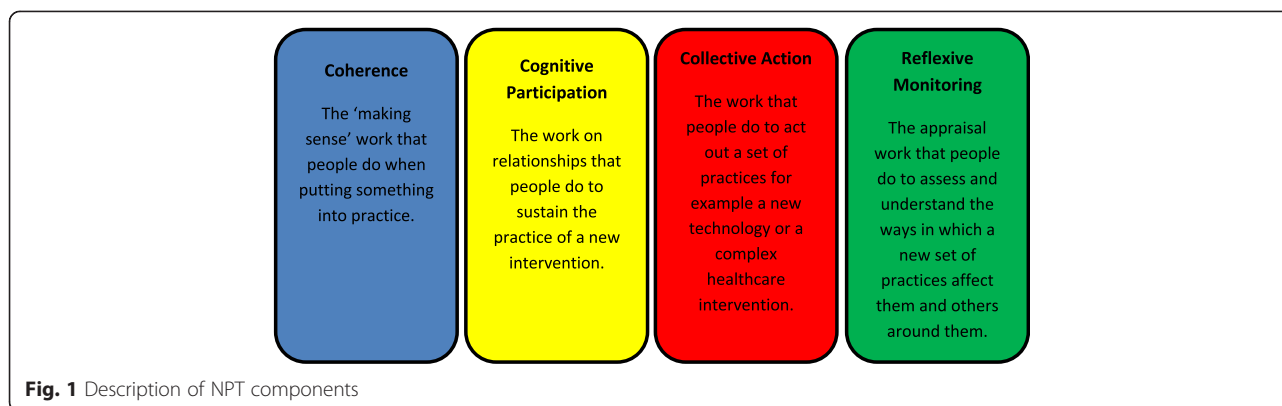 Coherence
The ‘making
sense’ work that
people do when
putting something
into practice.
Cognitive
Participation
The work on
relationships that
people do to
sustain the
practice of a new
intervention.
Collective Action
The work that
people do to act
out a set of
practices for
example a new
technology or a
complex
healthcare
intervention.
Reflexive
Monitoring
The appraisal
work that people
do to assess and
understand the
ways in which a
new set of
practices affect
them and others
around them.
Fig. 1 Description of NPT components